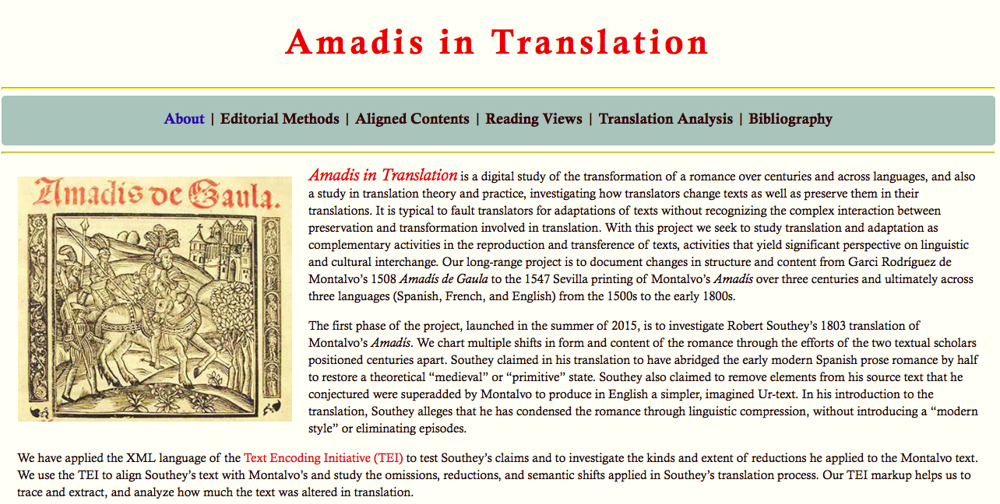 Amadis in Translation
About | Editorial Methods | Aligned Contents | Reading Views | Translation Analysis | Bibliography
Amadis de Gaula.
Amadis in Translation is a digital study of the transformation of a romance over centuries and across languages, and also
a study in translation theory and practice, investigating how translators change texts as well as preserve them in their
translations. It is typical to fault translators for adaptations of texts without recognizing the complex interaction between
preservation and transformation involved in translation. With this project we seek to study translation and adaptation as
complementary activities in the reproduction and transference of texts, activities that yield significant perspective on linguistic
and cultural interchange. Our long-range project is to document changes in structure and content from Garci Rodríguez de
Montalvo’s 1508 Amadís de Gaula to the 1547 Sevilla printing of Montalvo’s Amadís over three centuries and ultimately across
three languages (Spanish, French, and English) from the 1500s to the early 1800s.
The first phase of the project, launched in the summer of 2015, is to investigate Robert Southey’s 1803 translation of
Montalvo’s Amadís. We chart multiple shifts in form and content of the romance through the efforts of the two textual scholars
positioned centuries apart. Southey claimed in his translation to have abridged the early modern Spanish prose romance by half
to restore a theoretical “medieval” or “primitive” state. Southey also claimed to remove elements from his source text that he
conjectured were superadded by Montalvo to produce in English a simpler, imagined Ur-text. In his introduction to the
translation, Southey alleges that he has condensed the romance through linguistic compression, without introducing a “modern
style” or eliminating episodes.
We have applied the XML language of the Text Encoding Initiative (TEI) to test Southey’s claims and to investigate the kinds and extent of reductions he applied to the Montalvo text.
We use the TEI to align Southey’s text with Montalvo’s and study the omissions, reductions, and semantic shifts applied in Southey’s translation process. Our TEI markup helps us to
trace and extract, and analyze how much the text was altered in translation.